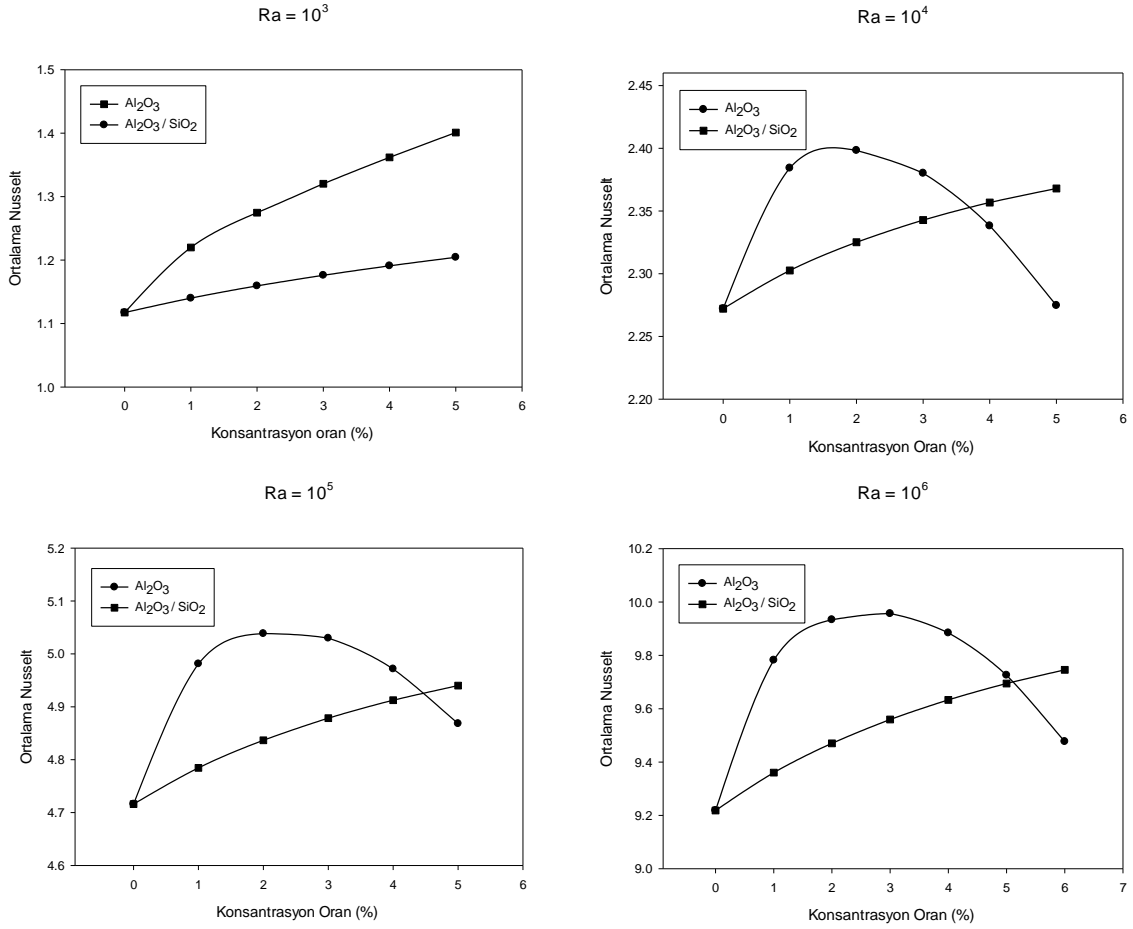 Ra = 10³
Ortalama Nusselt
1.5
1.4
1.3
1.2
1.1
1.0
Al₂O₃
Al₂O₃ / SiO₂
0 1 2 3 4 5 6
Konsantrasyon oran (%)
Ra = 10⁴
Ortalama Nusselt
2.45
2.40
2.35
2.30
2.25
2.20
Al₂O₃
Al₂O₃ / SiO₂
0 1 2 3 4 5 6
Konsantrasyon Oran (%)
Ra = 10⁵
Ortalama Nusselt
5.2
5.1
5.0
4.9
4.8
4.7
4.6
Al₂O₃
Al₂O₃ / SiO₂
0 1 2 3 4 5 6
Konsantrasyon Oran (%)
Ra = 10⁶
Ortalama Nusselt
10.2
10.0
9.8
9.6
9.4
9.2
9.0
Al₂O₃
Al₂O₃ / SiO₂
0 1 2 3 4 5 6 7
Konsantrasyon Oran (%)